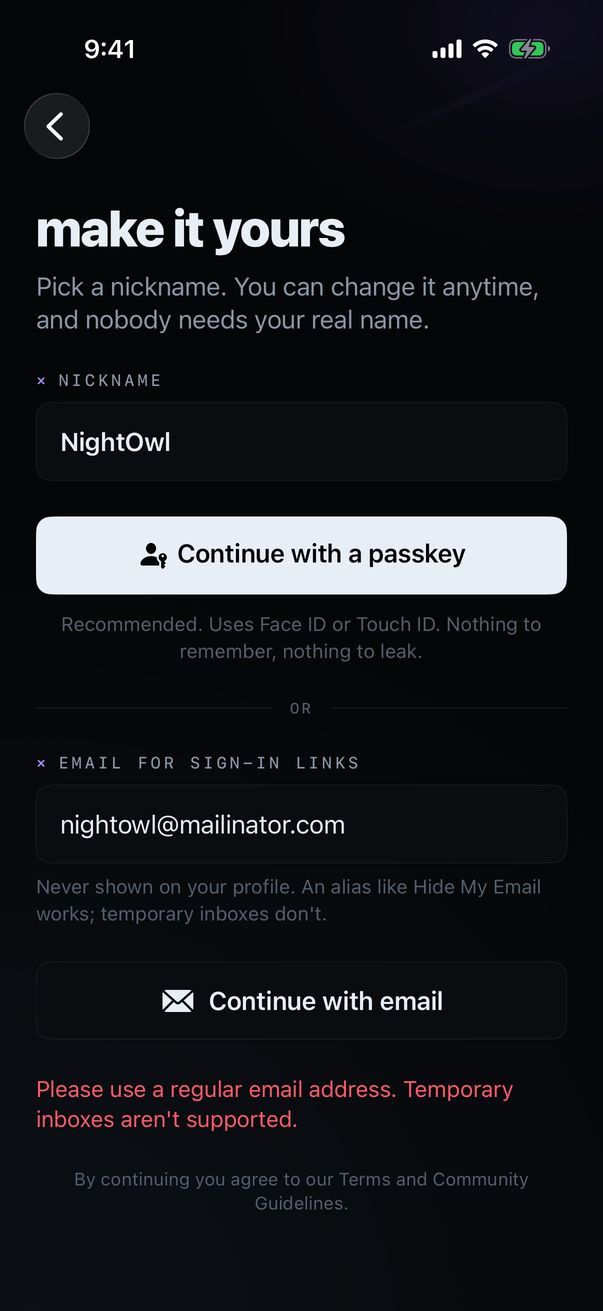 9:41
make it yours
Pick a nickname. You can change it anytime,
and nobody needs your real name.
× NICKNAME
NightOwl
Continue with a passkey
Recommended. Uses Face ID or Touch ID. Nothing to
remember, nothing to leak.
OR
× EMAIL FOR SIGN-IN LINKS
nightowl@mailinator.com
Never shown on your profile. An alias like Hide My Email
works; temporary inboxes don't.
Continue with email
Please use a regular email address. Temporary
inboxes aren't supported.
By continuing you agree to our Terms and Community
Guidelines.